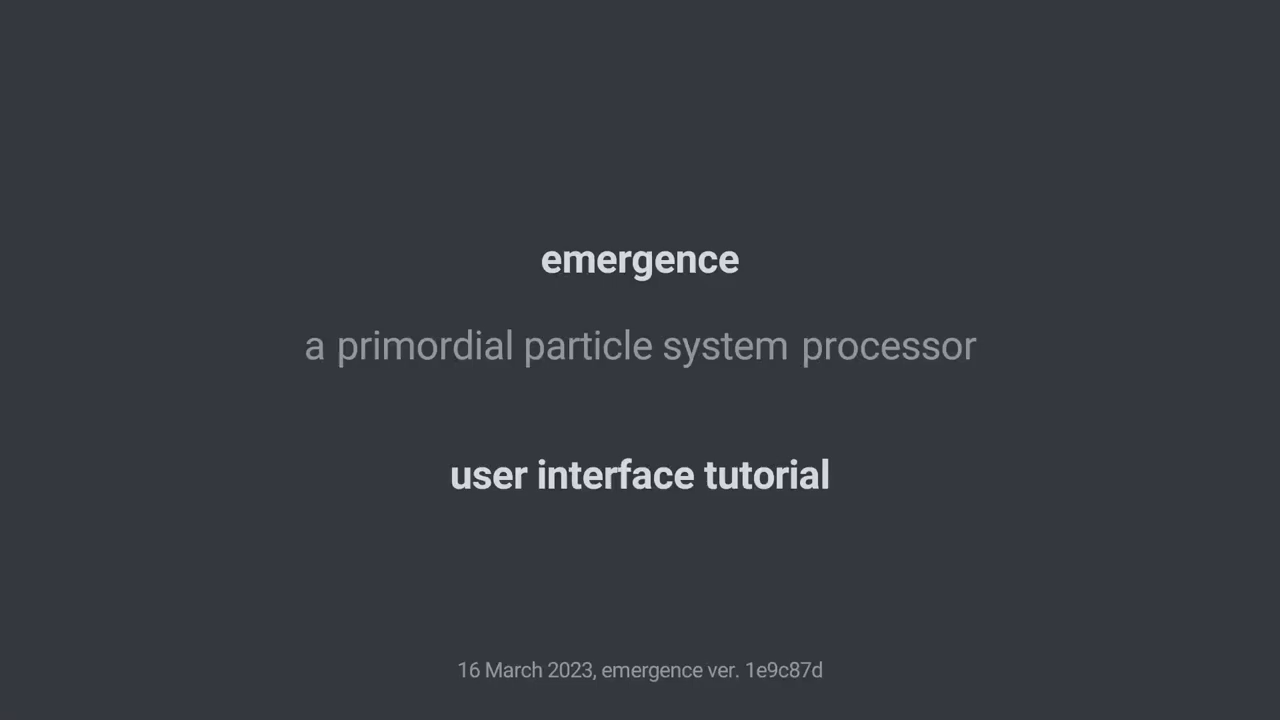 emergence
a primordial particle system processor
user interface tutorial
16 March 2023, emergence ver. 1e9c87d